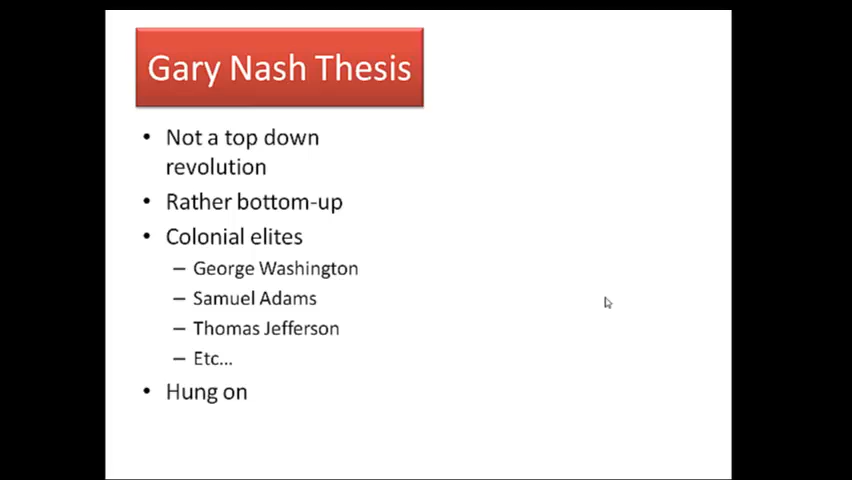 Gary Nash Thesis
• Not a top down
revolution
• Rather bottom-up
• Colonial elites
– George Washington
– Samuel Adams
– Thomas Jefferson
– Etc...
• Hung on